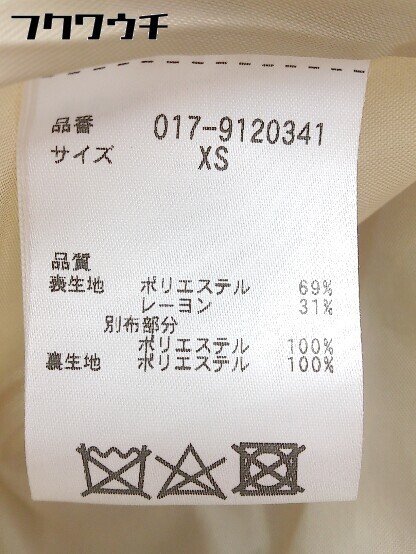 フクワウチ
品番 017-9120341
サイズ XS
品質
表生地 ポリエステル 69%
レーヨン 31%
別布部分
ポリエステル 100%
裏生地 ポリエステル 100%